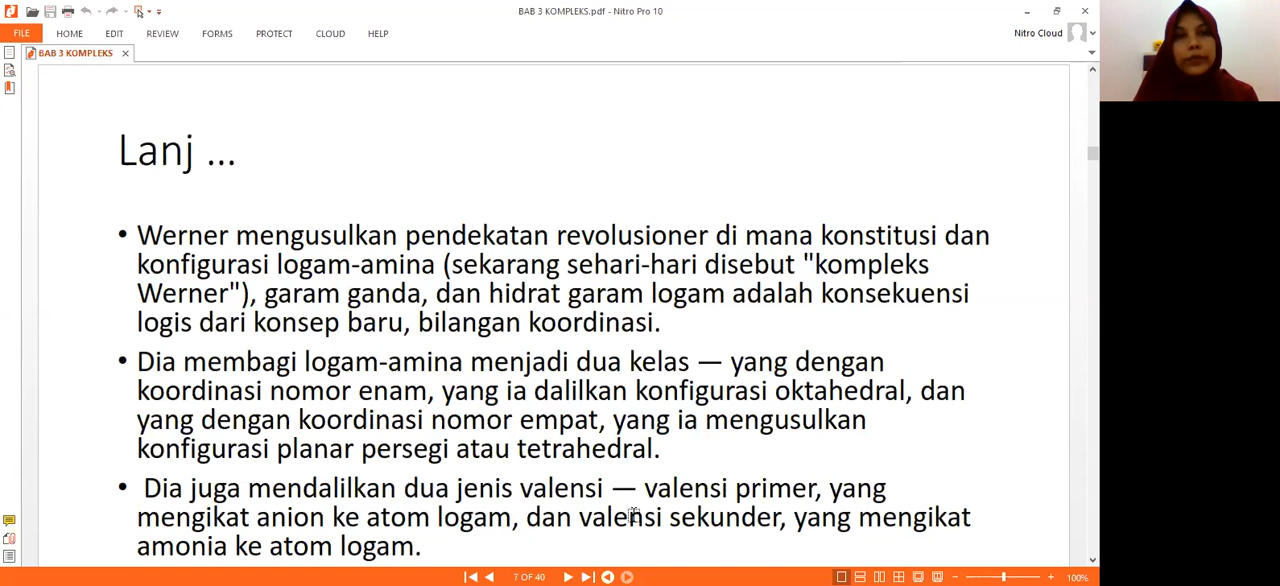 BAB 3 KOMPLEKS.pdf - Nitro Pro 10
FILE HOME EDIT REVIEW FORMS PROTECT CLOUD HELP
Nitro Cloud
BAB 3 KOMPLEKS
Lanj ...
• Werner mengusulkan pendekatan revolusioner di mana konstitusi dan
konfigurasi logam-amina (sekarang sehari-hari disebut "kompleks
Werner"), garam ganda, dan hidrat garam logam adalah konsekuensi
logis dari konsep baru, bilangan koordinasi.
• Dia membagi logam-amina menjadi dua kelas — yang dengan
koordinasi nomor enam, yang ia dalilkan konfigurasi oktahedral, dan
yang dengan koordinasi nomor empat, yang ia mengusulkan
konfigurasi planar persegi atau tetrahedral.
• Dia juga mendalilkan dua jenis valensi — valensi primer, yang
mengikat anion ke atom logam, dan valensi sekunder, yang mengikat
amonia ke atom logam.
7 OF 40
100%